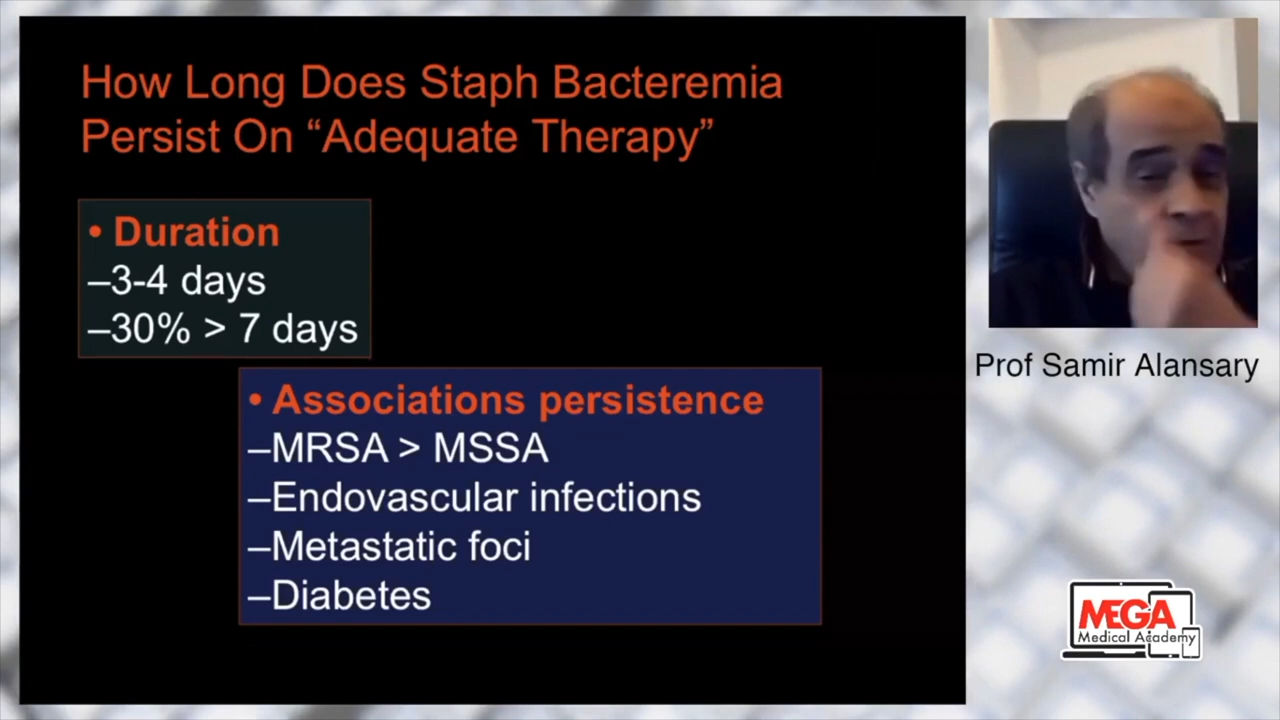 How Long Does Staph Bacteremia
Persist On “Adequate Therapy”
• Duration
–3-4 days
–30% > 7 days
• Associations persistence
–MRSA > MSSA
–Endovascular infections
–Metastatic foci
–Diabetes
Prof Samir Alansary
MEGA
Medical Academy